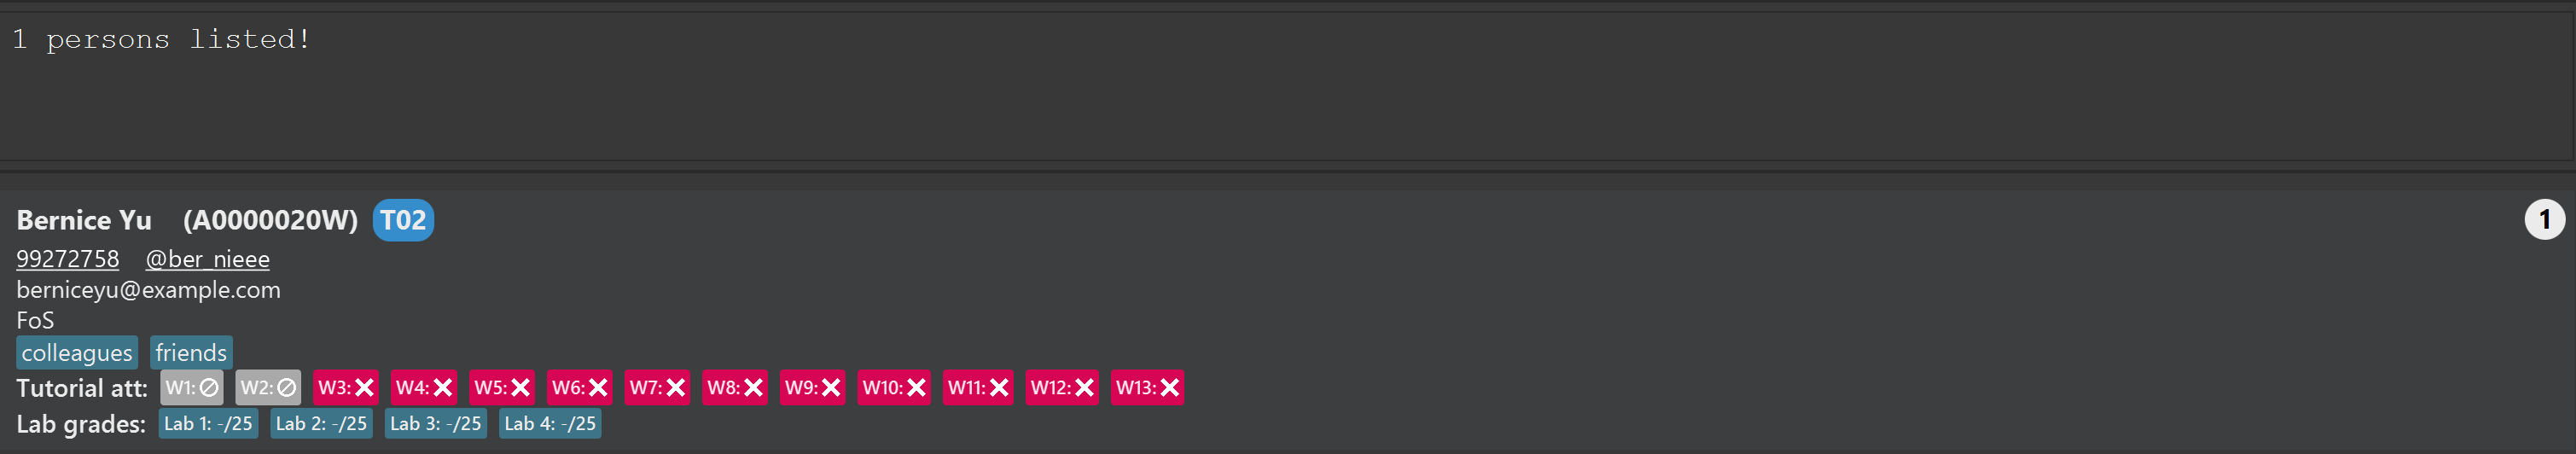 1 persons listed!
Bernice Yu (A0000020W) T02 1
99272758 @ber_nieee
berniceyu@example.com
FoS
colleagues friends
Tutorial att: W1: W2: W3: W4: W5: W6: W7: W8: W9: W10: W11: W12: W13:
Lab grades: Lab 1: -/25 Lab 2: -/25 Lab 3: -/25 Lab 4: -/25